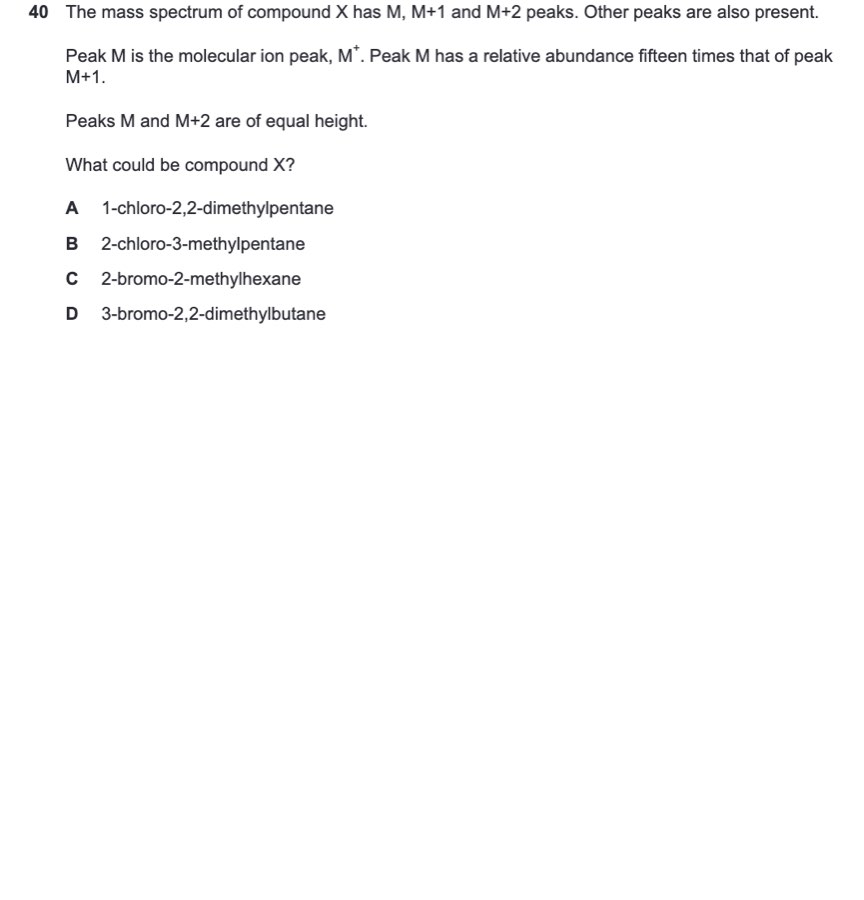 40 The mass spectrum of compound X has M, M+1 and M+2 peaks. Other peaks are also present.
Peak M is the molecular ion peak, M⁺. Peak M has a relative abundance fifteen times that of peak
M+1.
Peaks M and M+2 are of equal height.
What could be compound X?
A 1-chloro-2,2-dimethylpentane
B 2-chloro-3-methylpentane
C 2-bromo-2-methylhexane
D 3-bromo-2,2-dimethylbutane